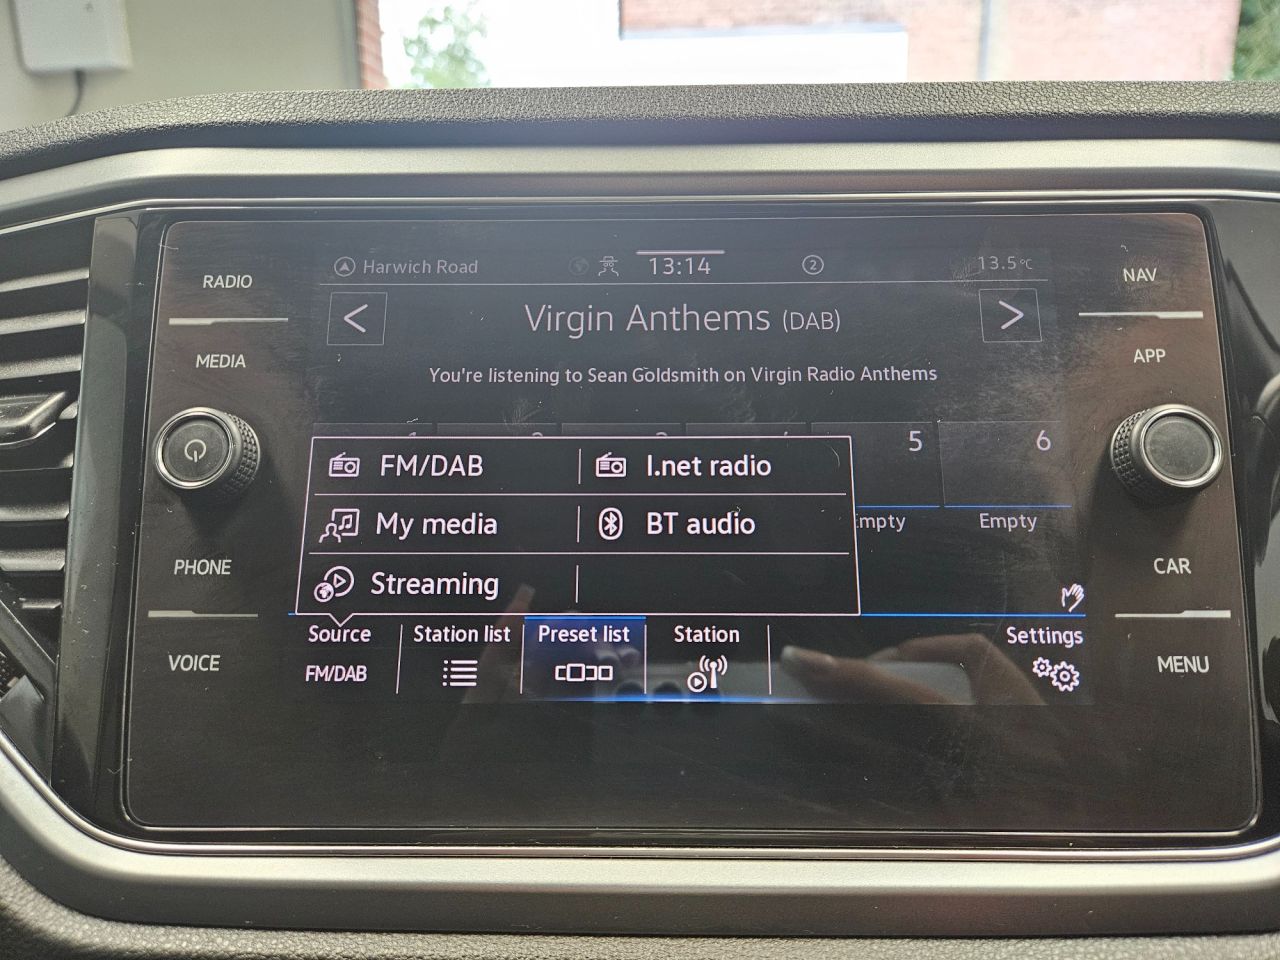 Harwich Road
13:14
2
13.5°C
RADIO
MEDIA
PHONE
VOICE
< Virgin Anthems (DAB) >
You're listening to Sean Goldsmith on Virgin Radio Anthems
5 6
FM/DAB
I.net radio
My media
BT audio
Streaming
Empty
Source
FM/DAB
Station list
Preset list
Station
Settings
NAV
APP
CAR
MENU